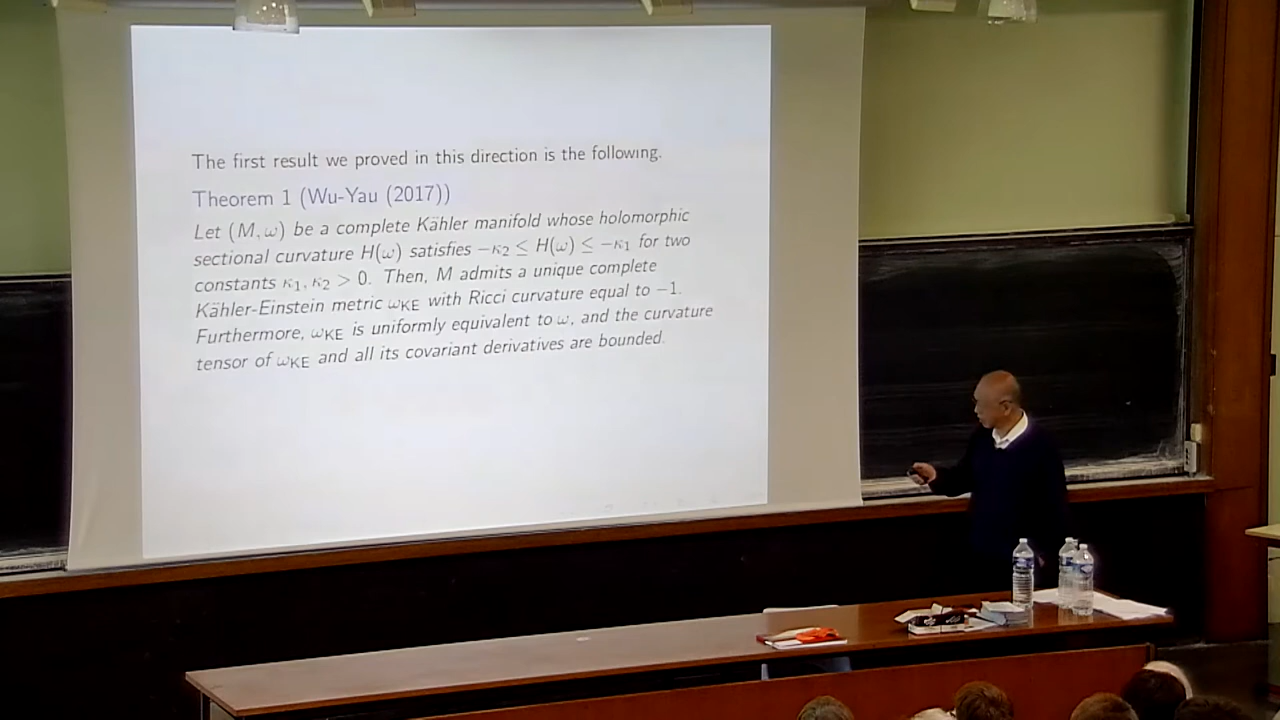 The first result we proved in this direction is the following.
Theorem 1 (Wu-Yau (2017))
Let (M, ω) be a complete Kähler manifold whose holomorphic
sectional curvature H(ω) satisfies −κ₂ ≤ H(ω) ≤ −κ₁ for two
constants κ₁, κ₂ > 0. Then, M admits a unique complete
Kähler-Einstein metric ω_KE with Ricci curvature equal to −1.
Furthermore, ω_KE is uniformly equivalent to ω, and the curvature
tensor of ω_KE and all its covariant derivatives are bounded.